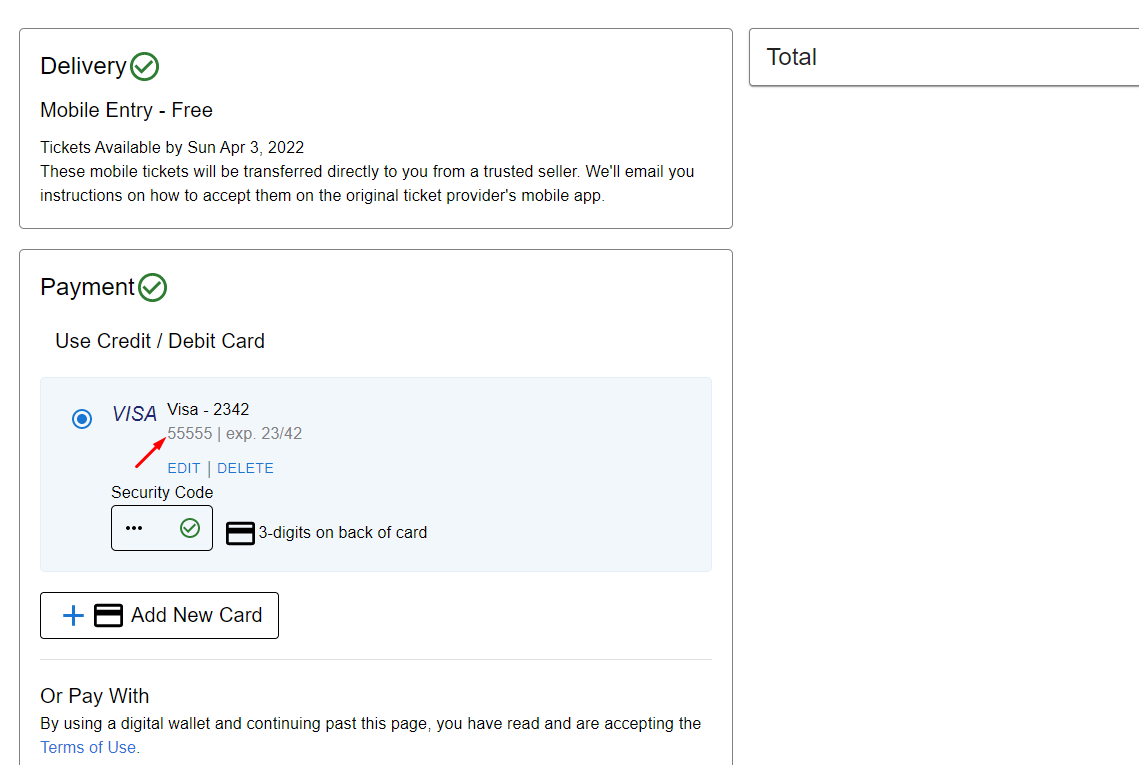 Delivery
Mobile Entry - Free
Tickets Available by Sun Apr 3, 2022
These mobile tickets will be transferred directly to you from a trusted seller. We'll email you
instructions on how to accept them on the original ticket provider's mobile app.
Total
Payment
Use Credit / Debit Card
VISA Visa - 2342
55555 | exp. 23/42
EDIT | DELETE
Security Code
•••
3-digits on back of card
+ Add New Card
Or Pay With
By using a digital wallet and continuing past this page, you have read and are accepting the
Terms of Use.